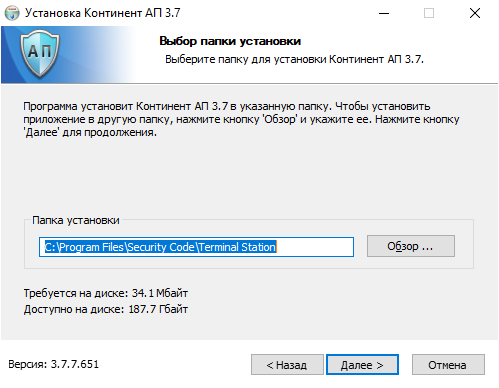 Установка Континент АП 3.7
АП
Выбор папки установки
Выберите папку для установки Континент АП 3.7.
Программа установит Континент АП 3.7 в указанную папку. Чтобы установить
приложение в другую папку, нажмите кнопку 'Обзор' и укажите ее. Нажмите кнопку
'Далее' для продолжения.
Папка установки
C:\Program Files\Security Code\Terminal Station
Обзор ...
Требуется на диске: 34.1 Мбайт
Доступно на диске: 187.7 Гбайт
Версия: 3.7.7.651
< Назад
Далее >
Отмена